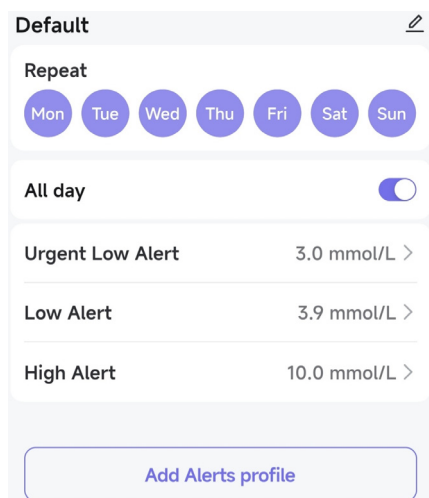 Default
Repeat
Mon Tue Wed Thu Fri Sat Sun
All day
Urgent Low Alert 3.0 mmol/L
Low Alert 3.9 mmol/L
High Alert 10.0 mmol/L
Add Alerts profile